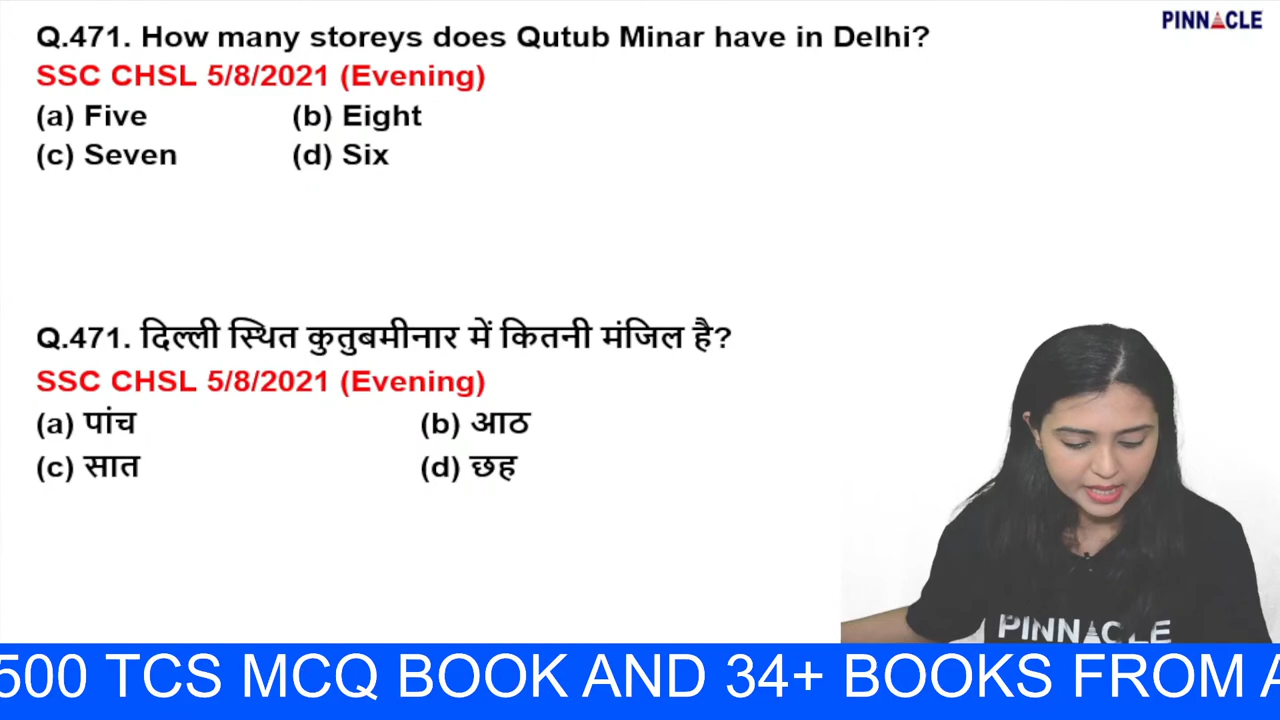 PINNACLE
Q.471. How many storeys does Qutub Minar have in Delhi?
SSC CHSL 5/8/2021 (Evening)
(a) Five (b) Eight
(c) Seven (d) Six
Q.471. दिल्ली स्थित कुतुबमीनार में कितनी मंजिल है?
SSC CHSL 5/8/2021 (Evening)
(a) पांच (b) आठ
(c) सात (d) छह
PINNACLE
500 TCS MCQ BOOK AND 34+ BOOKS FROM A